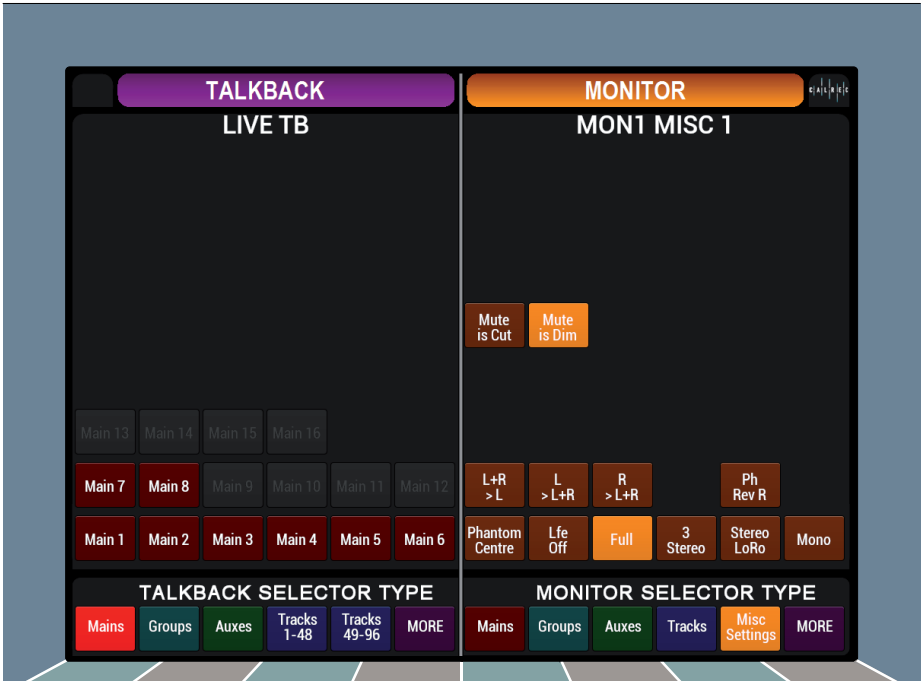 TALKBACK
MONITOR
CALREC
LIVE TB
MON1 MISC 1
Mute
is Cut
Mute
is Dim
Main 13
Main 14
Main 15
Main 16
Main 7
Main 8
Main 9
Main 10
Main 11
Main 12
L+R
> L
L
> L+R
R
> L+R
Ph
Rev R
Main 1
Main 2
Main 3
Main 4
Main 5
Main 6
Phantom
Centre
Lfe
Off
Full
3
Stereo
Stereo
LoRo
Mono
TALKBACK SELECTOR TYPE
MONITOR SELECTOR TYPE
Mains
Groups
Auxes
Tracks
1-48
Tracks
49-96
MORE
Mains
Groups
Auxes
Tracks
Misc
Settings
MORE